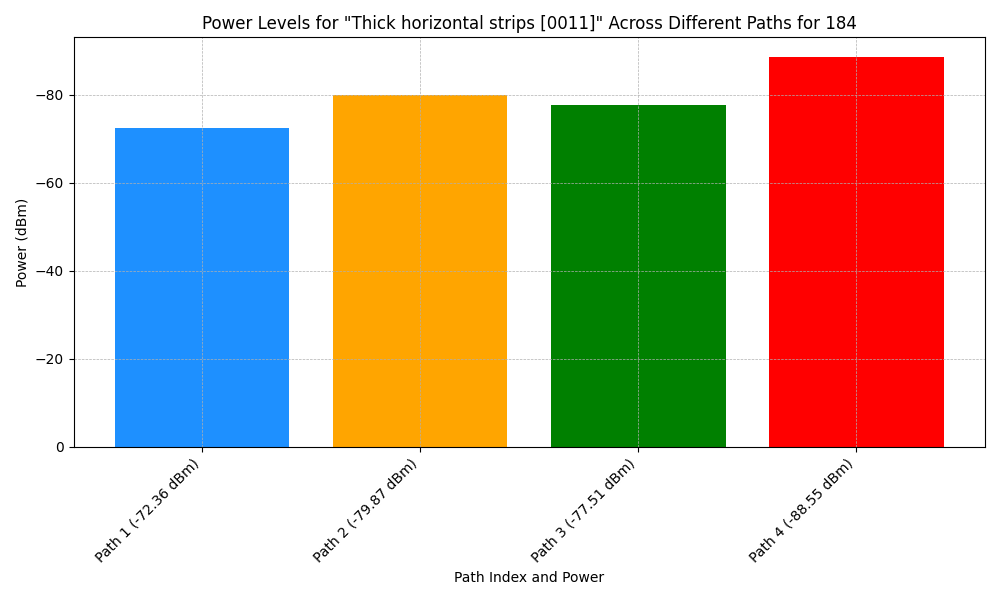 Power Levels for "Thick horizontal strips [0011]" Across Different Paths for 184
Power (dBm)
−80
−60
−40
−20
0
Path 1 (-72.36 dBm)
Path 2 (-79.87 dBm)
Path 3 (-77.51 dBm)
Path 4 (-88.55 dBm)
Path Index and Power